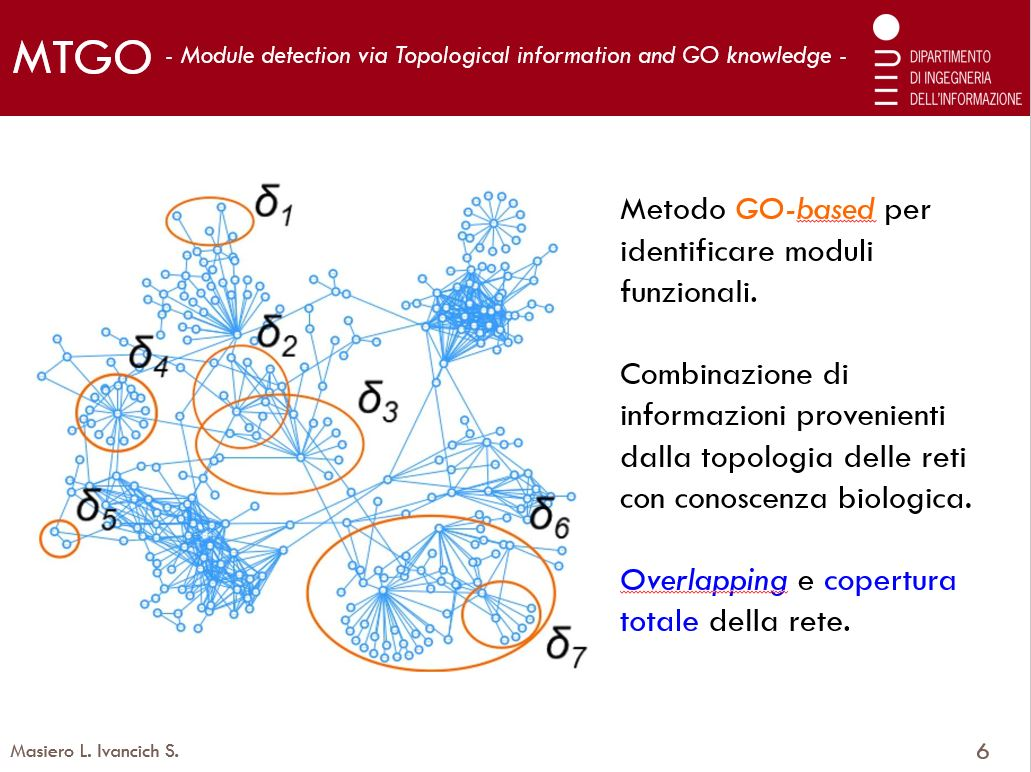 MTGO - Module detection via Topological information and GO knowledge -
DIPARTIMENTO
DI INGEGNERIA
DELL'INFORMAZIONE
δ1
δ2
δ4
δ3
δ5
δ6
δ7
Metodo GO-based per
identificare moduli
funzionali.
Combinazione di
informazioni provenienti
dalla topologia delle reti
con conoscenza biologica.
Overlapping e copertura
totale della rete.
Masiero L. Ivancich S.
6